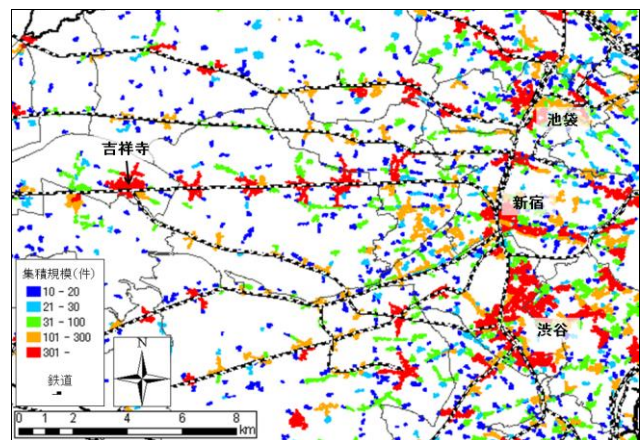 池袋
吉祥寺
新宿
渋谷
集積規模(件)
10 - 20
21 - 30
31 - 100
101 - 300
301 -
鉄道
N
0 1 2 4 6 8
km